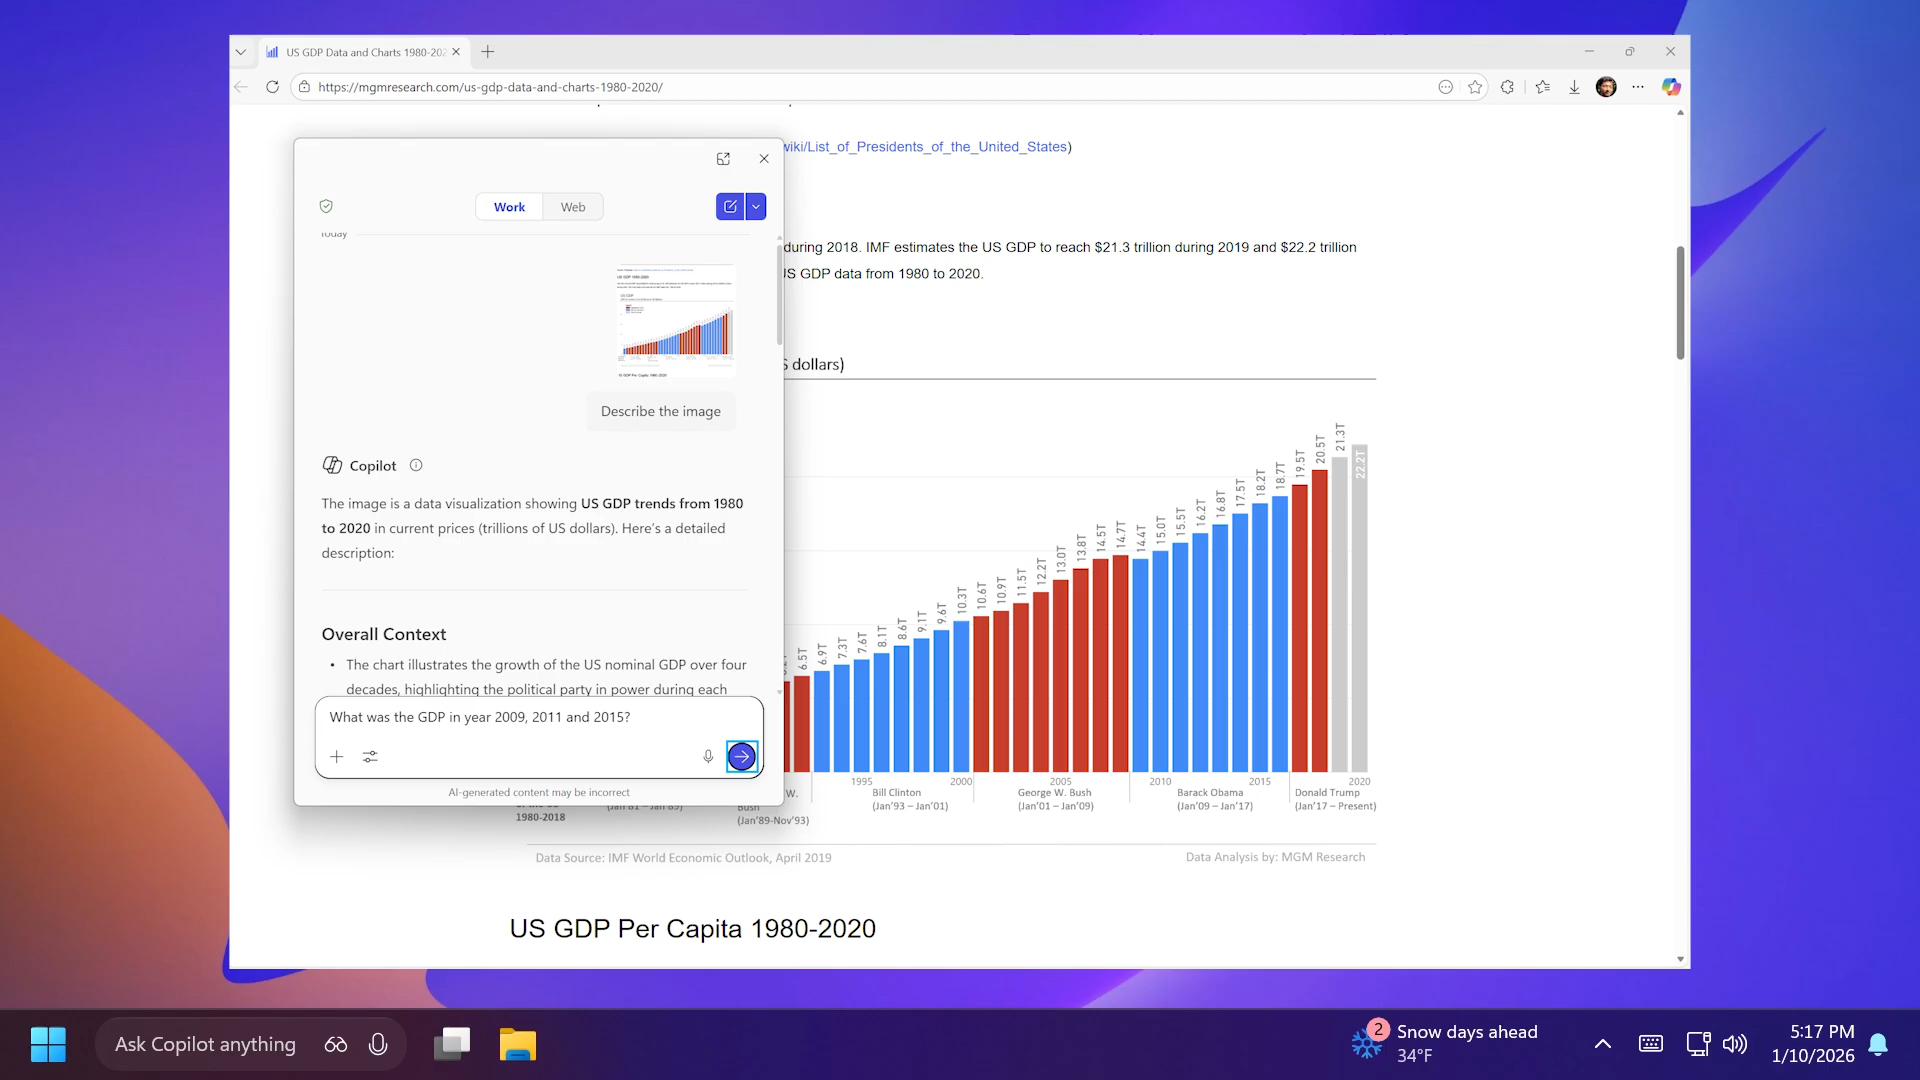 US GDP Data and Charts 1980-202
https://mgmresearch.com/us-gdp-data-and-charts-1980-2020/
wiki/List_of_Presidents_of_the_United_States)
during 2018. IMF estimates the US GDP to reach $21.3 trillion during 2019 and $22.2 trillion
US GDP data from 1980 to 2020.
$ dollars)
Work
Web
Today
Describe the image
Copilot
The image is a data visualization showing US GDP trends from 1980
to 2020 in current prices (trillions of US dollars). Here's a detailed
description:
Overall Context
• The chart illustrates the growth of the US nominal GDP over four
decades, highlighting the political party in power during each
What was the GDP in year 2009, 2011 and 2015?
AI-generated content may be incorrect
6.5T
6.9T
7.3T
7.6T
8.1T
8.6T
9.1T
9.6T
10.3T
10.6T
10.9T
11.5T
12.2T
13.0T
13.8T
14.5T
14.7T
14.4T
15.0T
15.5T
16.2T
16.8T
17.5T
18.2T
18.7T
19.5T
20.5T
21.3T
22.2T
1995
2000
2005
2010
2015
2020
1980-2018
(Jan'81 – Jan'89)
W.
Bush
(Jan'89-Nov'93)
Bill Clinton
(Jan'93 – Jan'01)
George W. Bush
(Jan'01 – Jan'09)
Barack Obama
(Jan'09 – Jan'17)
Donald Trump
(Jan'17 – Present)
Data Source: IMF World Economic Outlook, April 2019
Data Analysis by: MGM Research
US GDP Per Capita 1980-2020
Ask Copilot anything
2
Snow days ahead
34°F
5:17 PM
1/10/2026